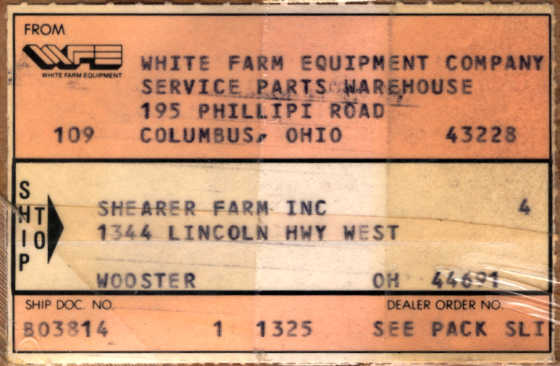 FROM
WFE
WHITE FARM EQUIPMENT
WHITE FARM EQUIPMENT COMPANY
SERVICE PARTS WAREHOUSE
195 PHILLIPI ROAD
109 COLUMBUS, OHIO 43228
SHIP TO
SHEARER FARM INC 4
1344 LINCOLN HWY WEST
WOOSTER OH 44691
SHIP DOC. NO. DEALER ORDER NO.
B03814 1 1325 SEE PACK SLI